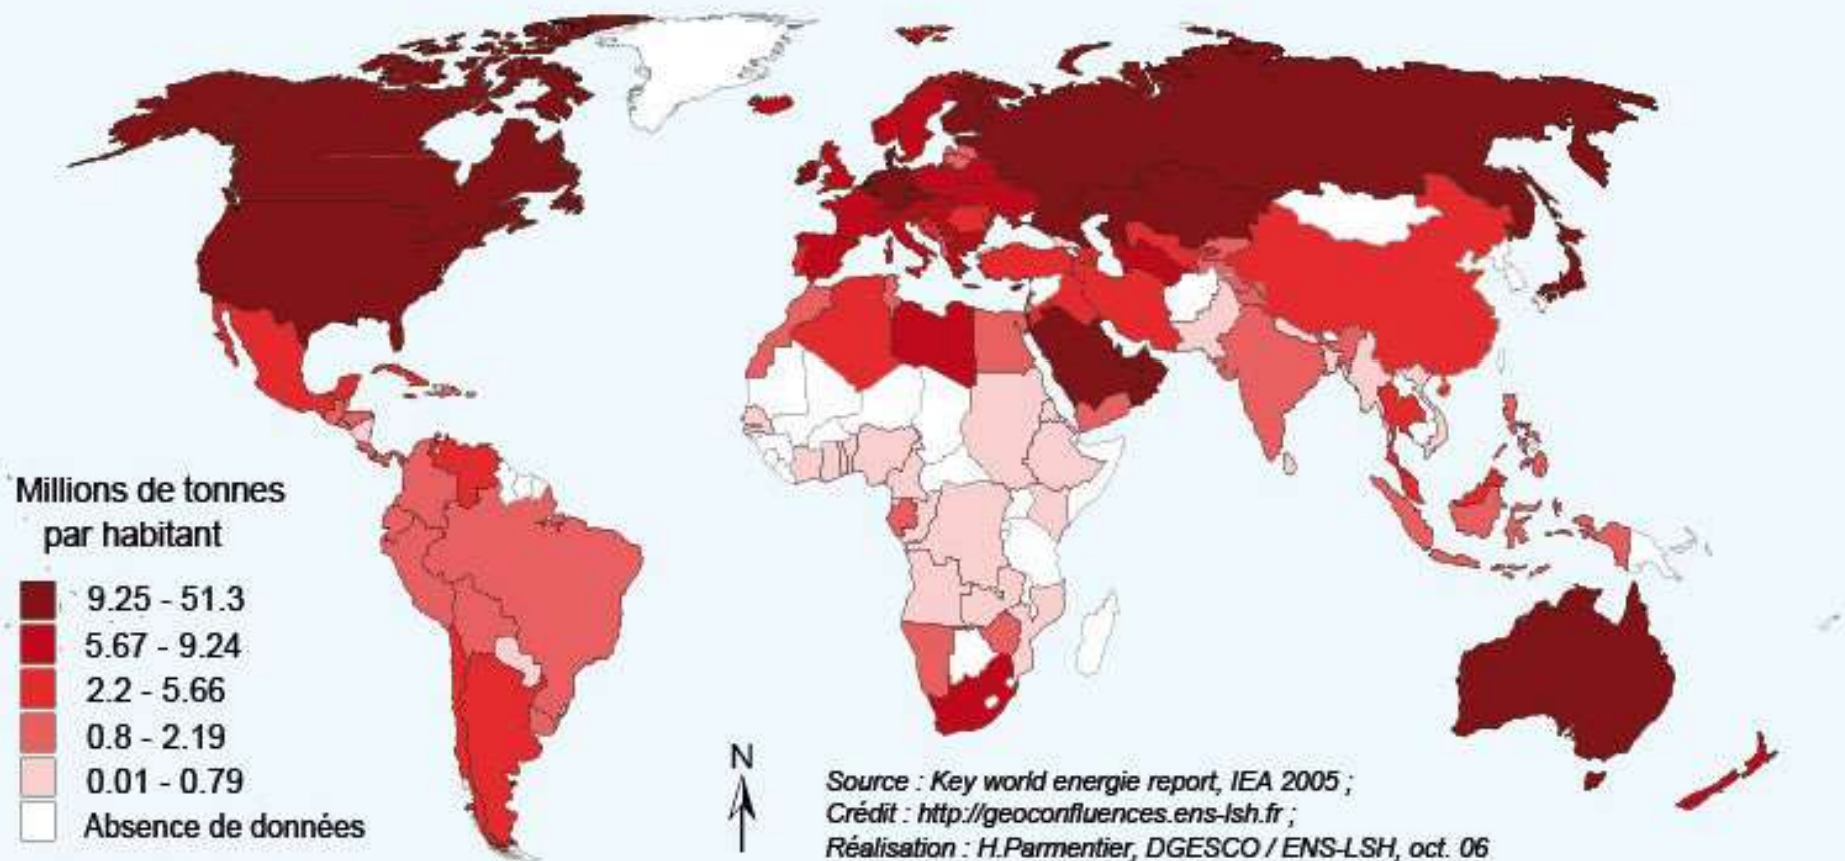 Millions de tonnes
par habitant
9.25 - 51.3
5.67 - 9.24
2.2 - 5.66
0.8 - 2.19
0.01 - 0.79
Absence de données
N
Source : Key world energie report, IEA 2005 ;
Crédit : http://geoconfluences.ens-lsh.fr ;
Réalisation : H.Parmentier, DGESCO / ENS-LSH, oct. 06